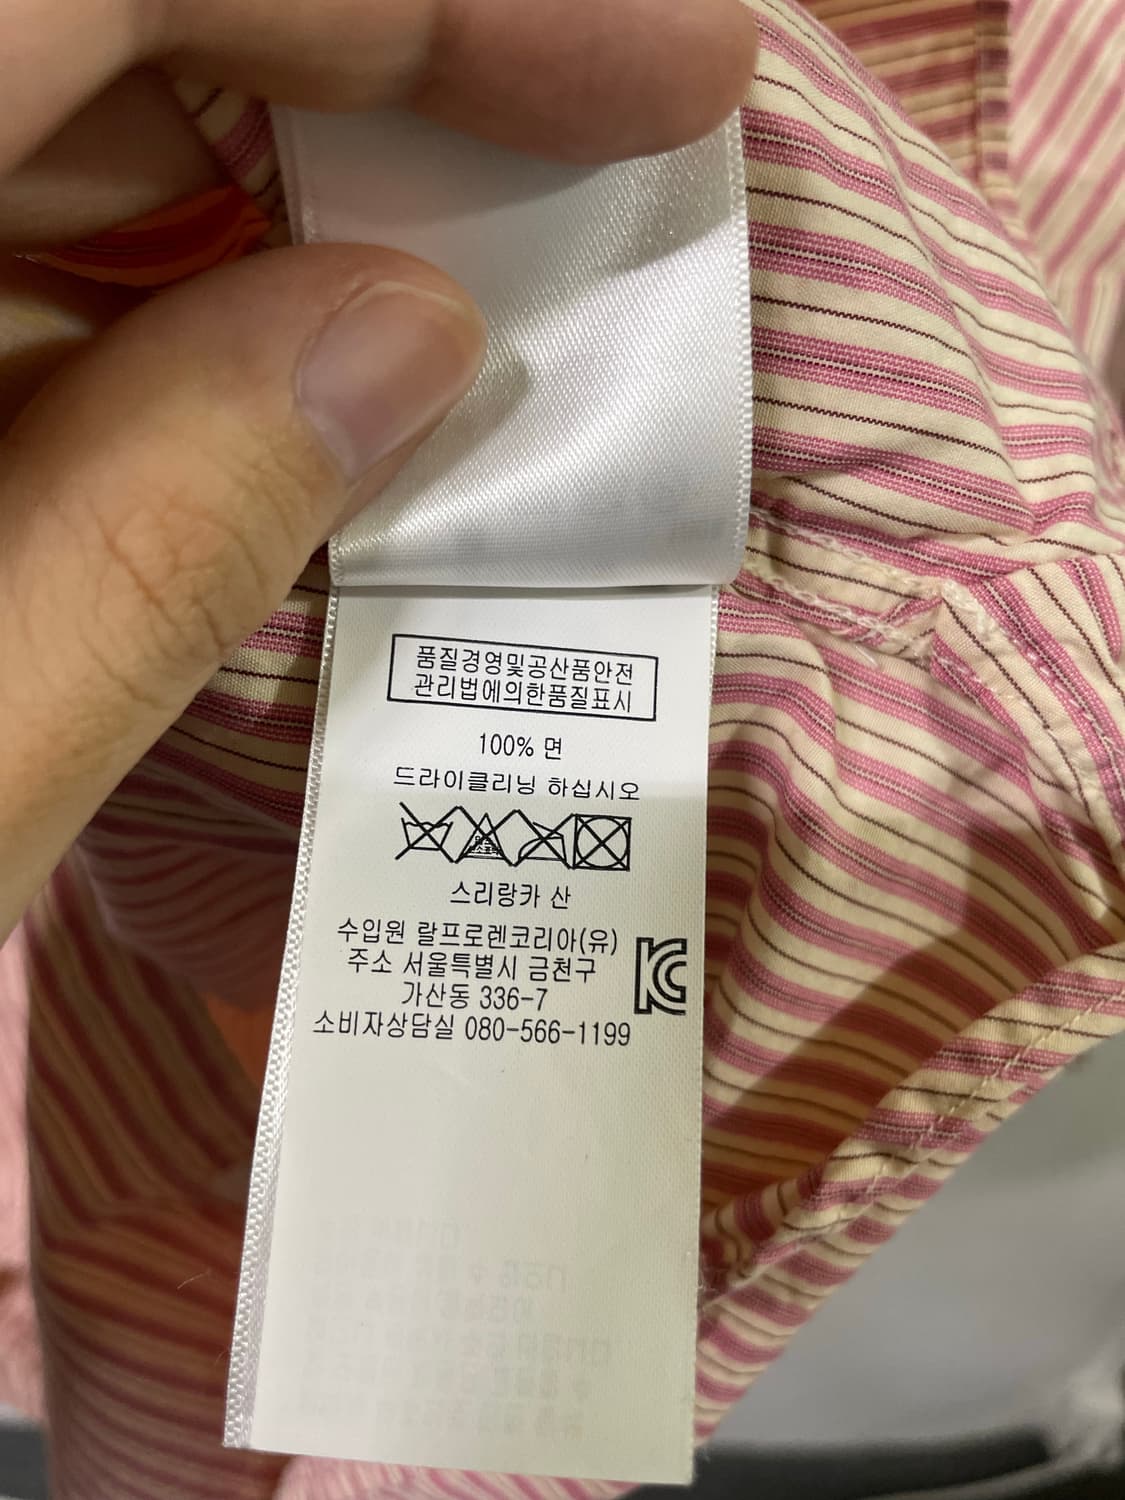 품질경영및공산품안전
관리법에의한품질표시
100% 면
드라이클리닝 하십시오
스리랑카 산
수입원 랄프로렌코리아(유)
주소 서울특별시 금천구
가산동 336-7
소비자상담실 080-566-1199